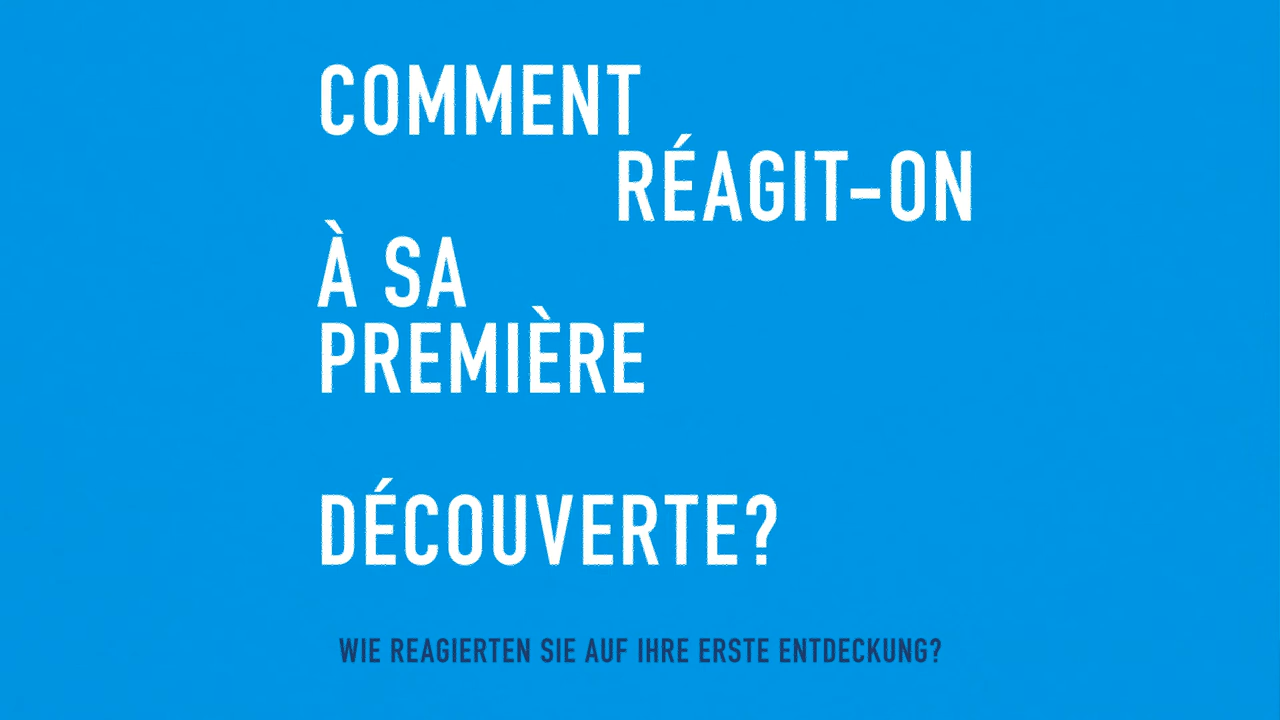 COMMENT
RÉAGIT-ON
À SA
PREMIÈRE
DÉCOUVERTE?
WIE REAGIERTEN SIE AUF IHRE ERSTE ENTDECKUNG?